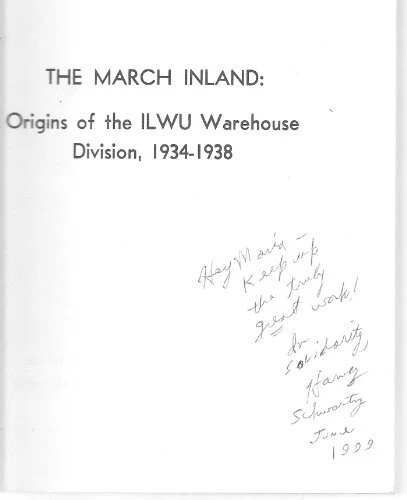 THE MARCH INLAND:
Origins of the ILWU Warehouse
Division, 1934-1938
Hey Maria –
Keep up
the truly
great work!
In
Solidarity,
Harvey
Schwartz
June
1999